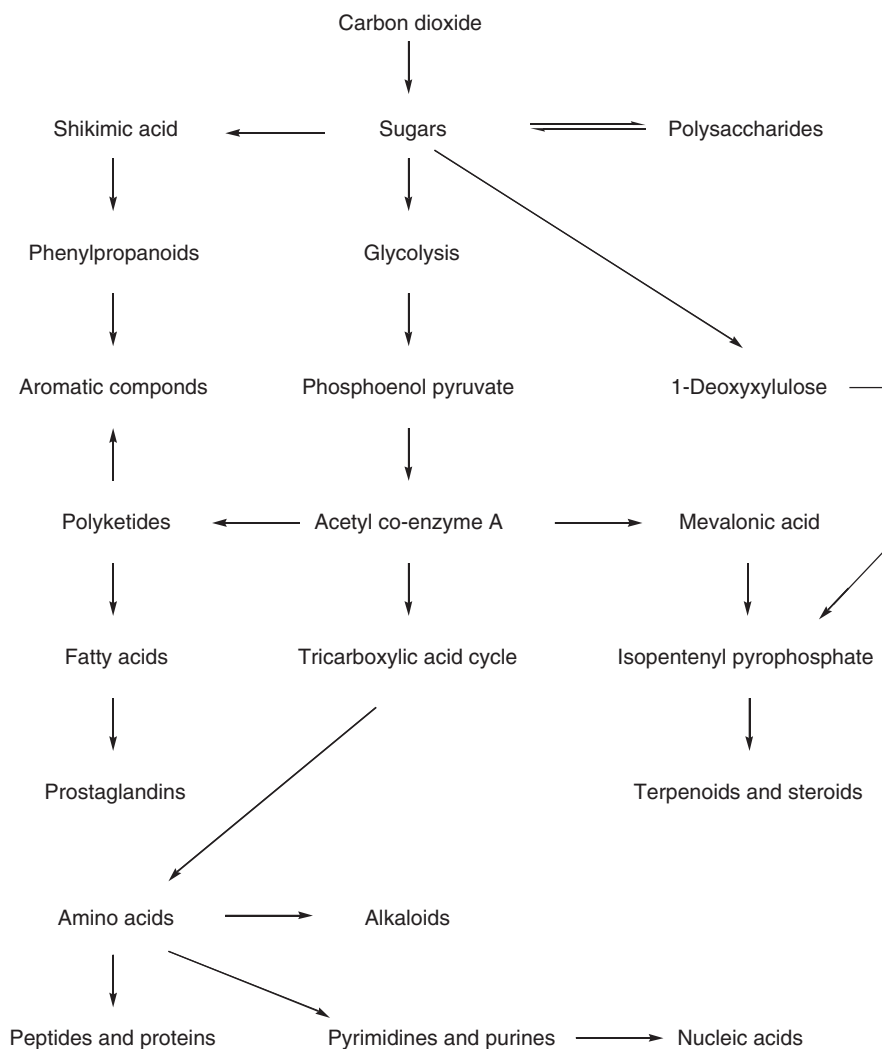 Carbon dioxide
Shikimic acid
Sugars
Polysaccharides
Phenylpropanoids
Glycolysis
Aromatic componds
Phosphoenol pyruvate
1-Deoxyxylulose
Polyketides
Acetyl co-enzyme A
Mevalonic acid
Fatty acids
Tricarboxylic acid cycle
Isopentenyl pyrophosphate
Prostaglandins
Terpenoids and steroids
Amino acids
Alkaloids
Peptides and proteins
Pyrimidines and purines
Nucleic acids